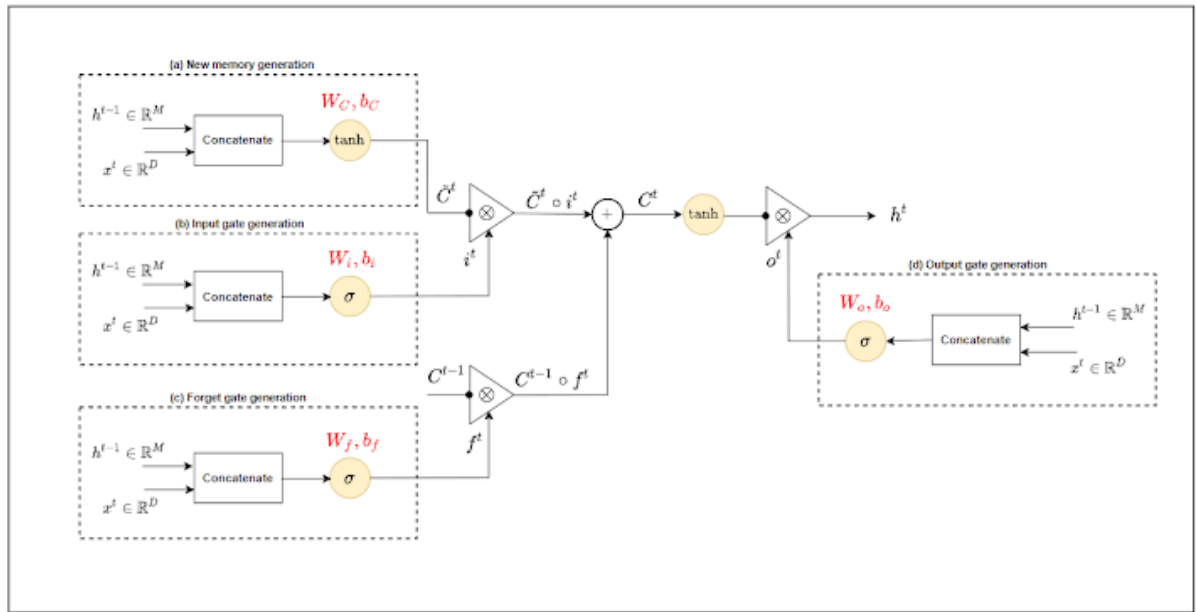 (a) New memory generation
W_C, b_C
h^{t-1} ∈ ℝ^M
Concatenate
tanh
x^t ∈ ℝ^D
C̃^t
⊗
C̃^t ∘ i^t
+
C^t
tanh
⊗
h^t
(b) Input gate generation
W_i, b_i
i^t
h^{t-1} ∈ ℝ^M
Concatenate
σ
x^t ∈ ℝ^D
o^t
(d) Output gate generation
W_o, b_o
h^{t-1} ∈ ℝ^M
σ
Concatenate
x^t ∈ ℝ^D
C^{t-1}
⊗
C^{t-1} ∘ f^t
(c) Forget gate generation
W_f, b_f
f^t
h^{t-1} ∈ ℝ^M
Concatenate
σ
x^t ∈ ℝ^D